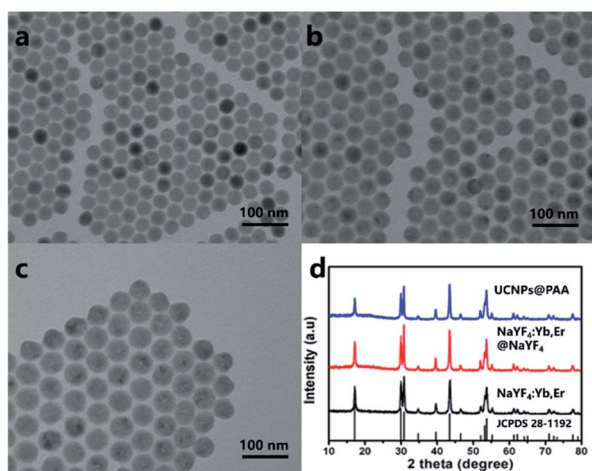 a
b
100 nm
100 nm
c
100 nm
d
UCNPs@PAA
NaYF₄:Yb,Er
@NaYF₄
NaYF₄:Yb,Er
JCPDS 28-1192
Intensity (a.u)
10 20 30 40 50 60 70 80
2 theta (degree)